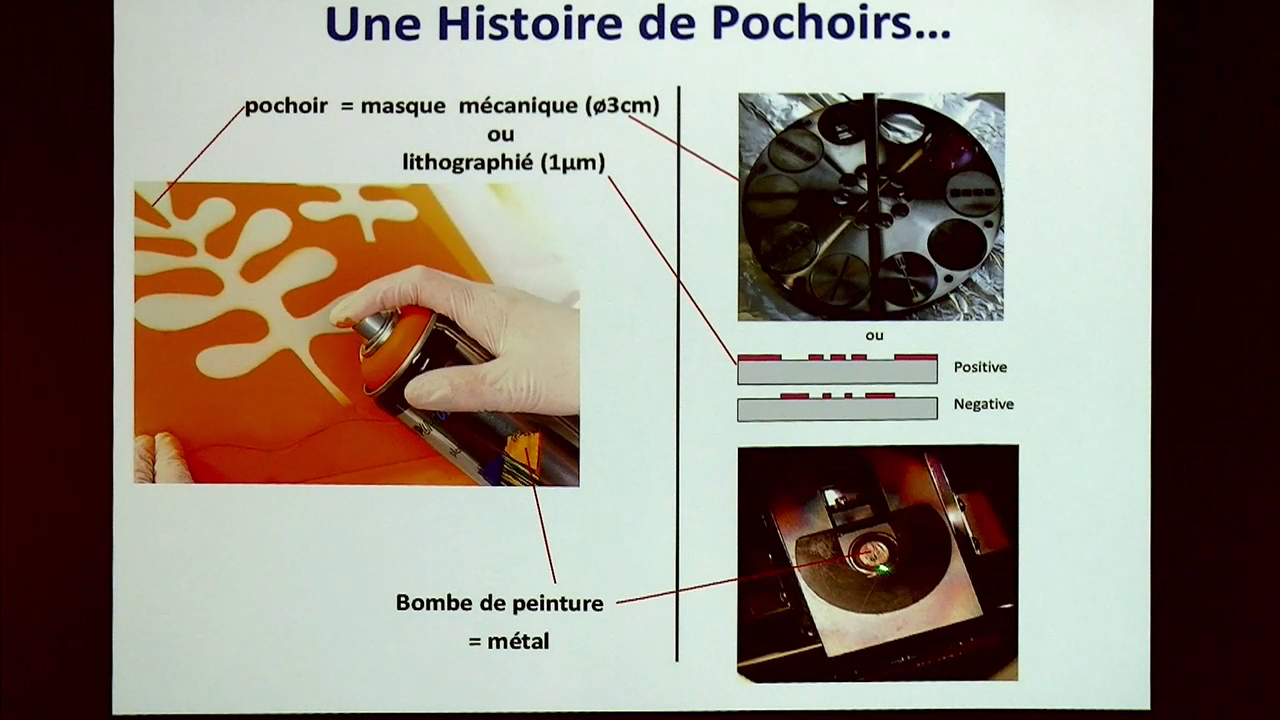 Une Histoire de Pochoirs...
pochoir = masque mécanique (ø3cm)
ou
lithographié (1µm)
ou
Positive
Negative
Bombe de peinture
= métal